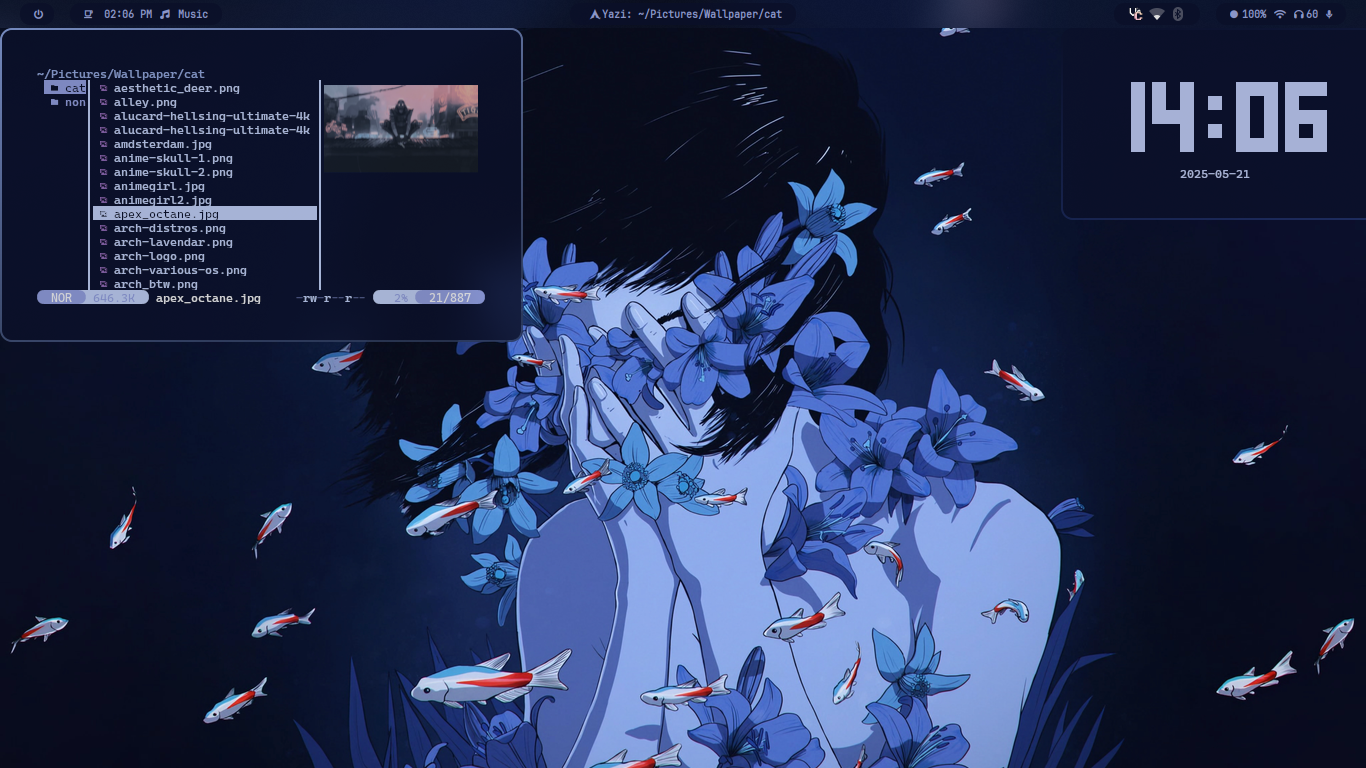 02:06 PM Music
Yazi: ~/Pictures/Wallpaper/cat
100% 60
~/Pictures/Wallpaper/cat
cat
non
aesthetic_deer.png
alley.png
alucard-hellsing-ultimate-4k
alucard-hellsing-ultimate-4k
amdsterdam.jpg
anime-skull-1.png
anime-skull-2.png
animegirl.jpg
animegirl2.jpg
apex_octane.jpg
arch-distros.png
arch-lavendar.png
arch-logo.png
arch-various-os.png
arch_btw.png
NOR 646.3K apex_octane.jpg -rw-r--r-- 2% 21/887
14:06
2025-05-21